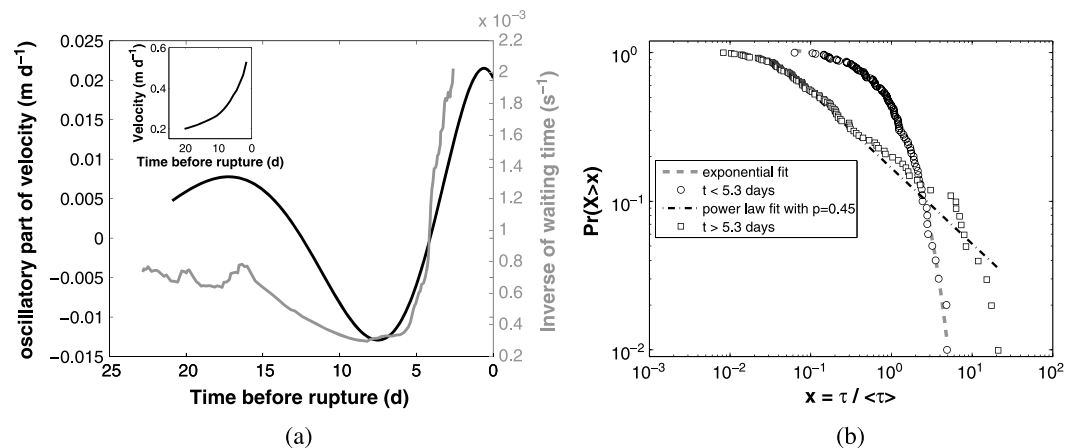 x 10⁻³
0.025
0.02
0.015
0.01
0.005
0
−0.005
−0.01
−0.015
oscillatory part of velocity (m d⁻¹)
25
20
15
10
5
0
Time before rupture (d)
2.2
2
1.8
1.6
1.4
1.2
1
0.8
0.6
0.4
0.2
Inverse of waiting time (s⁻¹)
0.6
0.4
0.2
Velocity (m d⁻¹)
20
10
0
Time before rupture (d)
(a)
10⁰
10⁻¹
10⁻²
Pr(X>x)
exponential fit
t < 5.3 days
power law fit with p=0.45
t > 5.3 days
10⁻³
10⁻²
10⁻¹
10⁰
10¹
10²
x = τ / <τ>
(b)